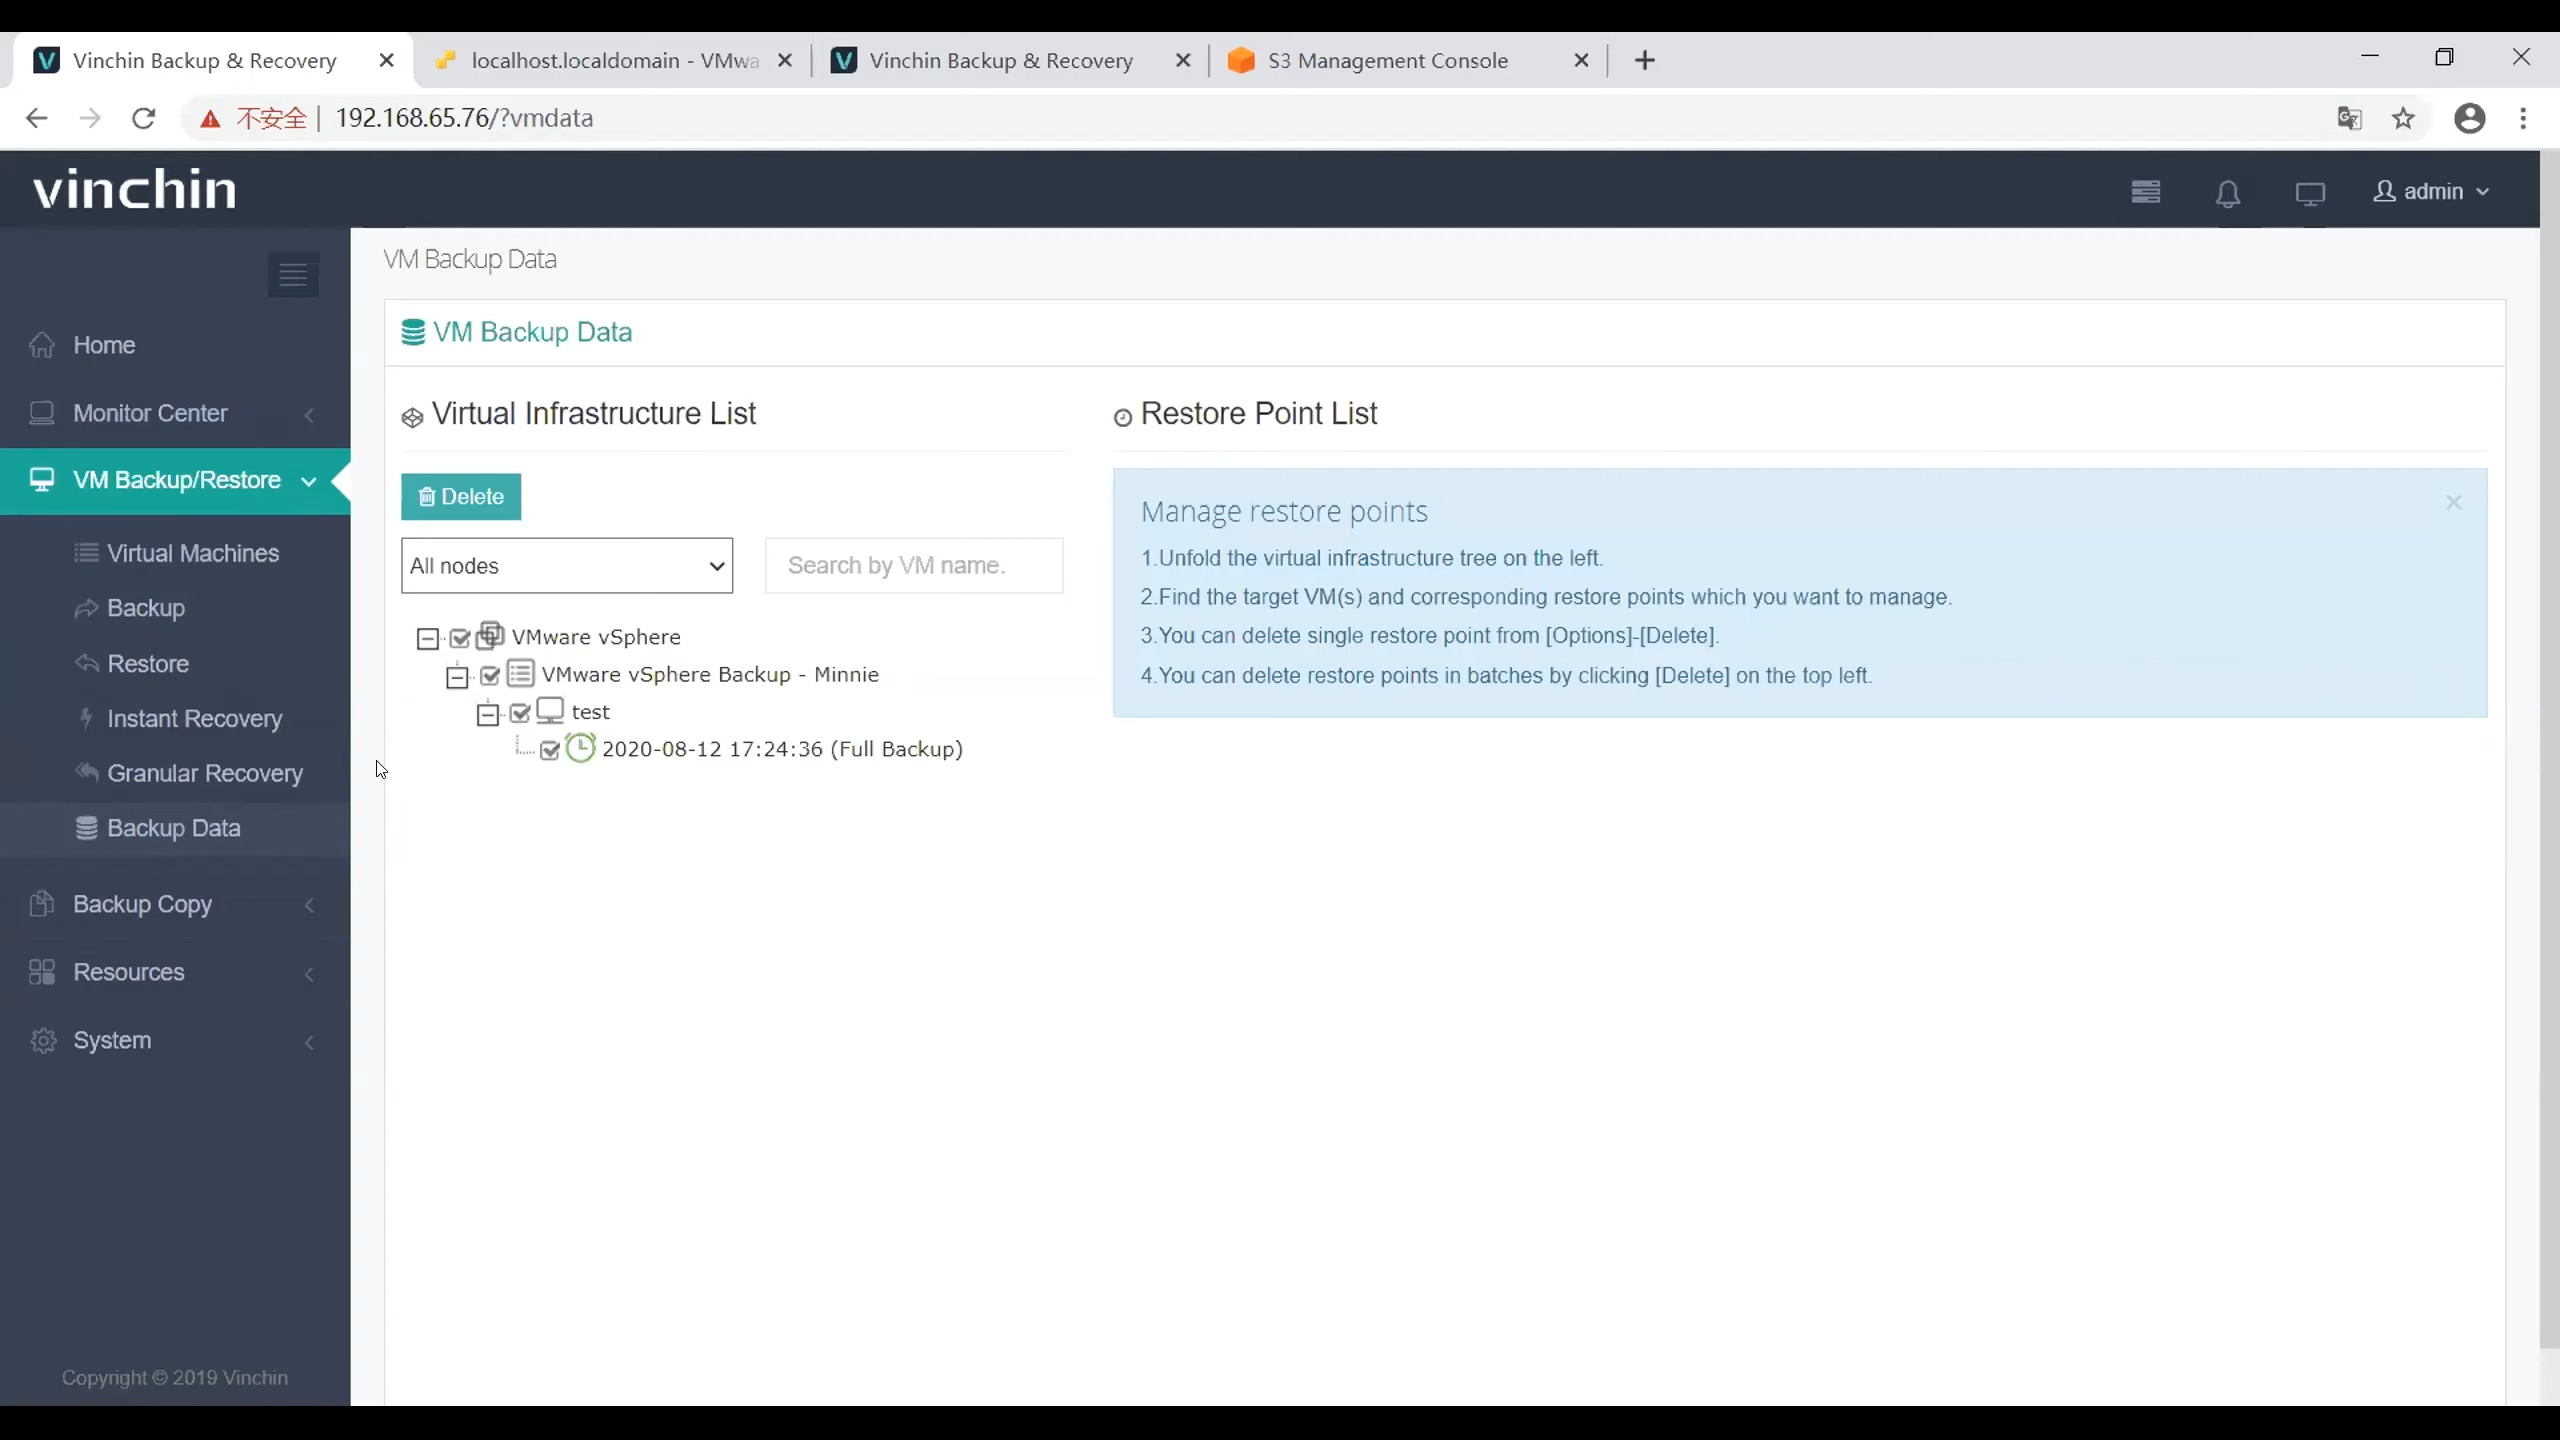 Vinchin Backup & Recovery
localhost.localdomain - VMwa
Vinchin Backup & Recovery
S3 Management Console
不安全
192.168.65.76/?vmdata
vinchin
admin
Home
Monitor Center
VM Backup/Restore
Virtual Machines
Backup
Restore
Instant Recovery
Granular Recovery
Backup Data
Backup Copy
Resources
System
Copyright © 2019 Vinchin
VM Backup Data
VM Backup Data
Virtual Infrastructure List
Delete
All nodes
Search by VM name.
VMware vSphere
VMware vSphere Backup - Minnie
test
2020-08-12 17:24:36 (Full Backup)
Restore Point List
Manage restore points
1.Unfold the virtual infrastructure tree on the left.
2.Find the target VM(s) and corresponding restore points which you want to manage.
3.You can delete single restore point from [Options]-[Delete].
4.You can delete restore points in batches by clicking [Delete] on the top left.